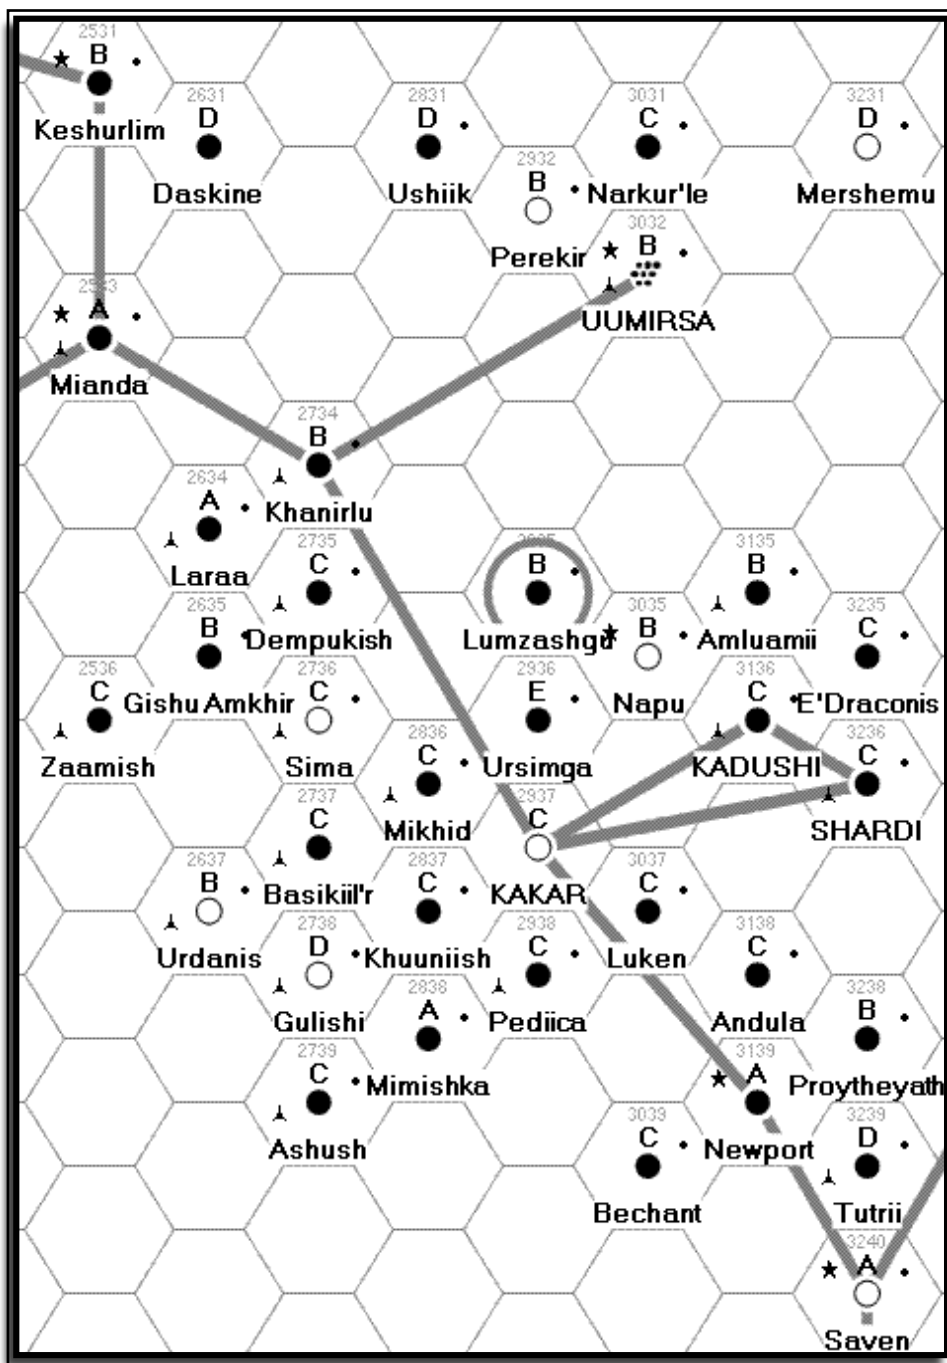 2531
B
Keshurlim
2631
D
Daskine
2831
D
Ushiik
3031
C
Narkur'le
3231
D
Mershemu
2932
B
Perekir
3032
B
UUMIRSA
A
Mianda
2734
B
Khanirlu
2634
A
Laraa
2735
C
Dempukish
B
Lumzashgu
3135
B
Amluamii
2635
B
Gishu Amkhir
3035
B
Napu
3235
C
E'Draconis
2536
C
Zaamish
2736
C
Sima
2936
E
Ursimga
3136
C
KADUSHI
2836
C
Mikhid
3236
C
SHARDI
2737
C
Basikiil'r
2937
C
KAKAR
2637
B
Urdanis
2837
C
Khuuniish
3037
C
Luken
2738
D
Gulishi
2938
C
Pediica
3138
C
Andula
2838
A
Mimishka
3238
B
Proytheyath
2739
C
Ashush
3139
A
Newport
3039
C
Bechant
3239
D
Tutrii
3240
A
Saven